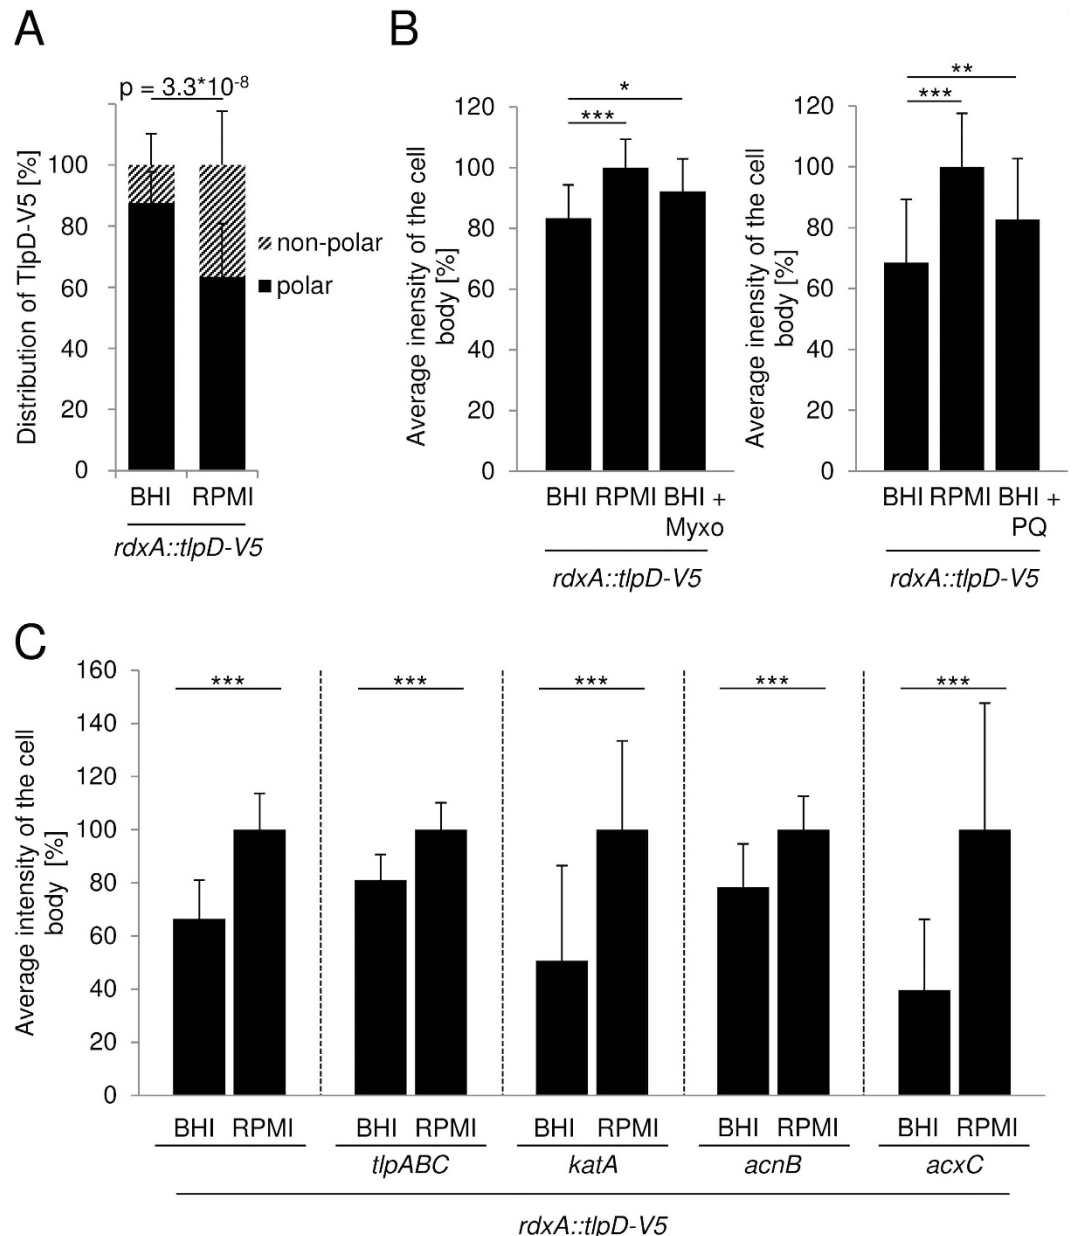 A
p = 3.3*10-8
Distribution of TlpD-V5 [%]
100
80
60
40
20
0
non-polar
polar
BHI RPMI
rdxA::tlpD-V5
B
Average inensity of the cell
body [%]
120
100
80
60
40
20
0
*
***
BHI RPMI BHI +
Myxo
rdxA::tlpD-V5
Average inensity of the cell
body [%]
120
100
80
60
40
20
0
**
***
BHI RPMI BHI +
PQ
rdxA::tlpD-V5
C
Average intensity of the cell
body [%]
160
140
120
100
80
60
40
20
0
*** *** *** *** ***
BHI RPMI BHI RPMI BHI RPMI BHI RPMI BHI RPMI
tlpABC katA acnB acxC
rdxA::tlpD-V5